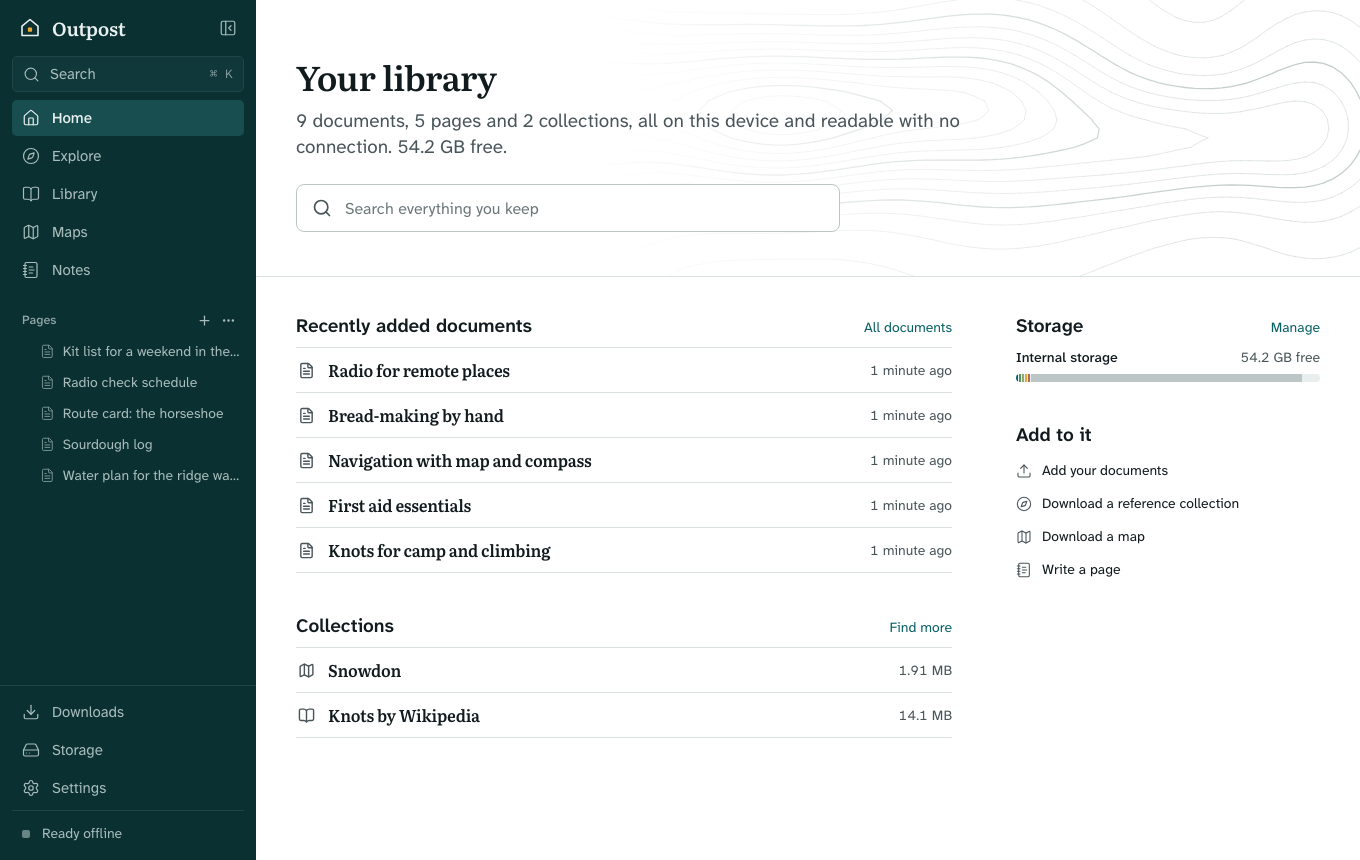 Outpost
Search ⌘ K
Home
Explore
Library
Maps
Notes
Pages
Kit list for a weekend in the...
Radio check schedule
Route card: the horseshoe
Sourdough log
Water plan for the ridge wa...
Downloads
Storage
Settings
Ready offline
Your library
9 documents, 5 pages and 2 collections, all on this device and readable with no
connection. 54.2 GB free.
Search everything you keep
Recently added documents All documents
Radio for remote places 1 minute ago
Bread-making by hand 1 minute ago
Navigation with map and compass 1 minute ago
First aid essentials 1 minute ago
Knots for camp and climbing 1 minute ago
Collections Find more
Snowdon 1.91 MB
Knots by Wikipedia 14.1 MB
Storage Manage
Internal storage 54.2 GB free
Add to it
Add your documents
Download a reference collection
Download a map
Write a page